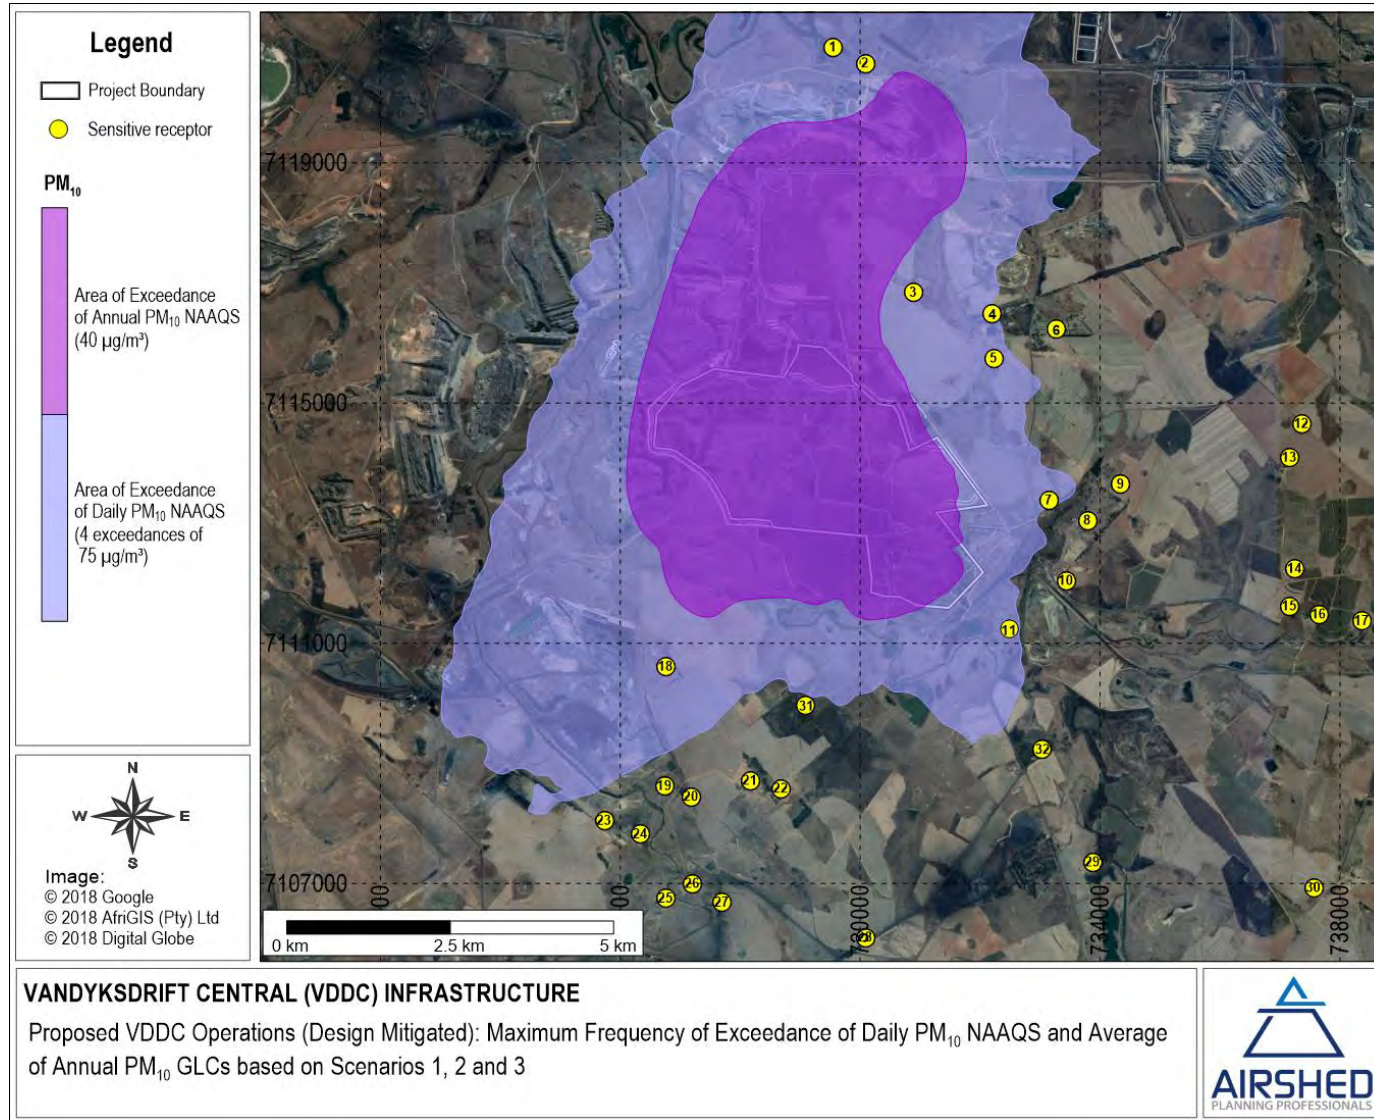 Legend
Project Boundary
Sensitive receptor
PM₁₀
Area of Exceedance
of Annual PM₁₀ NAAQS
(40 µg/m³)
Area of Exceedance
of Daily PM₁₀ NAAQS
(4 exceedances of
75 µg/m³)
N
W E
S
Image:
© 2018 Google
© 2018 AfriGIS (Pty) Ltd
© 2018 Digital Globe
1
2
7119000
3
4
6
5
7115000
12
13
9
7
8
14
10
15
16
17
11
7111000
18
31
32
19
21
20
22
23
24
29
7107000
26
30
25
27
28
00
00
730000
734000
738000
0 km 2.5 km 5 km
VANDYKSDRIFT CENTRAL (VDDC) INFRASTRUCTURE
Proposed VDDC Operations (Design Mitigated): Maximum Frequency of Exceedance of Daily PM₁₀ NAAQS and Average
of Annual PM₁₀ GLCs based on Scenarios 1, 2 and 3
AIRSHED
PLANNING PROFESSIONALS